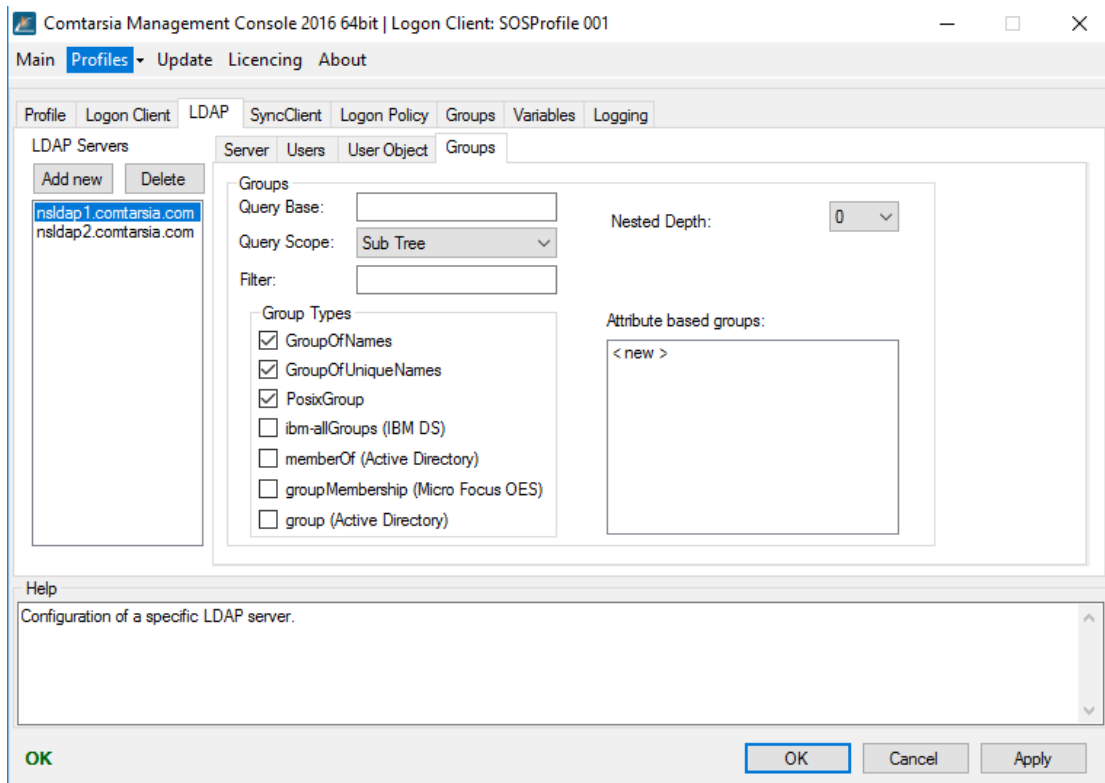 Comtarsia Management Console 2016 64bit | Logon Client: SOSProfile 001
Main Profiles Update Licencing About
Profile Logon Client LDAP SyncClient Logon Policy Groups Variables Logging
LDAP Servers
Add new Delete
nsldap1.comtarsia.com
nsldap2.comtarsia.com
Server Users User Object Groups
Groups
Query Base:
Query Scope: Sub Tree
Filter:
Nested Depth: 0
Group Types
GroupOfNames
GroupOfUniqueNames
PosixGroup
ibm-allGroups (IBM DS)
memberOf (Active Directory)
groupMembership (Micro Focus OES)
group (Active Directory)
Attribute based groups:
< new >
Help
Configuration of a specific LDAP server.
OK
OK Cancel Apply